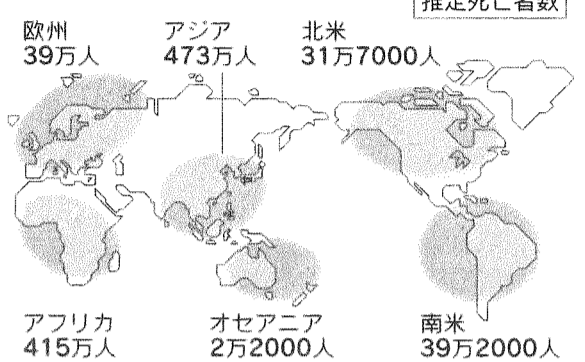 推定死亡者数
欧州
39万人
アジア
473万人
北米
31万7000人
アフリカ
415万人
オセアニア
2万2000人
南米
39万2000人